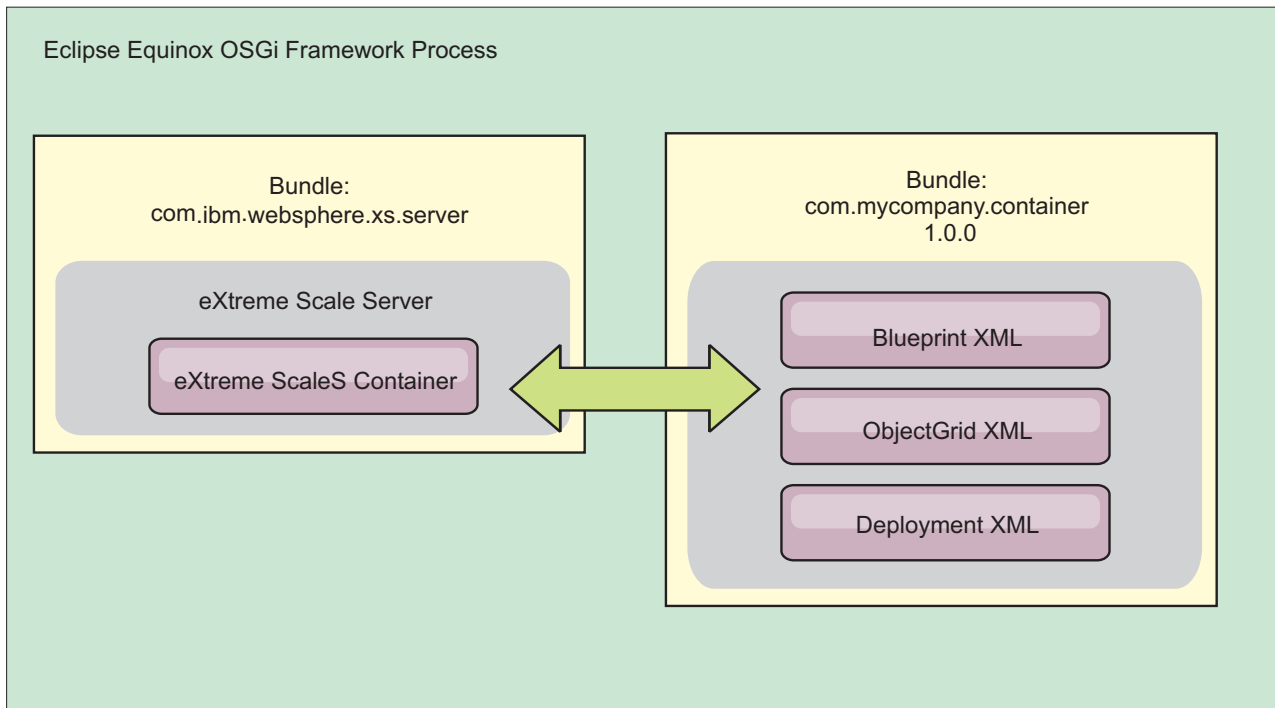 Eclipse Equinox OSGi Framework Process
Bundle:
com.ibm.websphere.xs.server
eXtreme Scale Server
eXtreme ScaleS Container
Bundle:
com.mycompany.container
1.0.0
Blueprint XML
ObjectGrid XML
Deployment XML